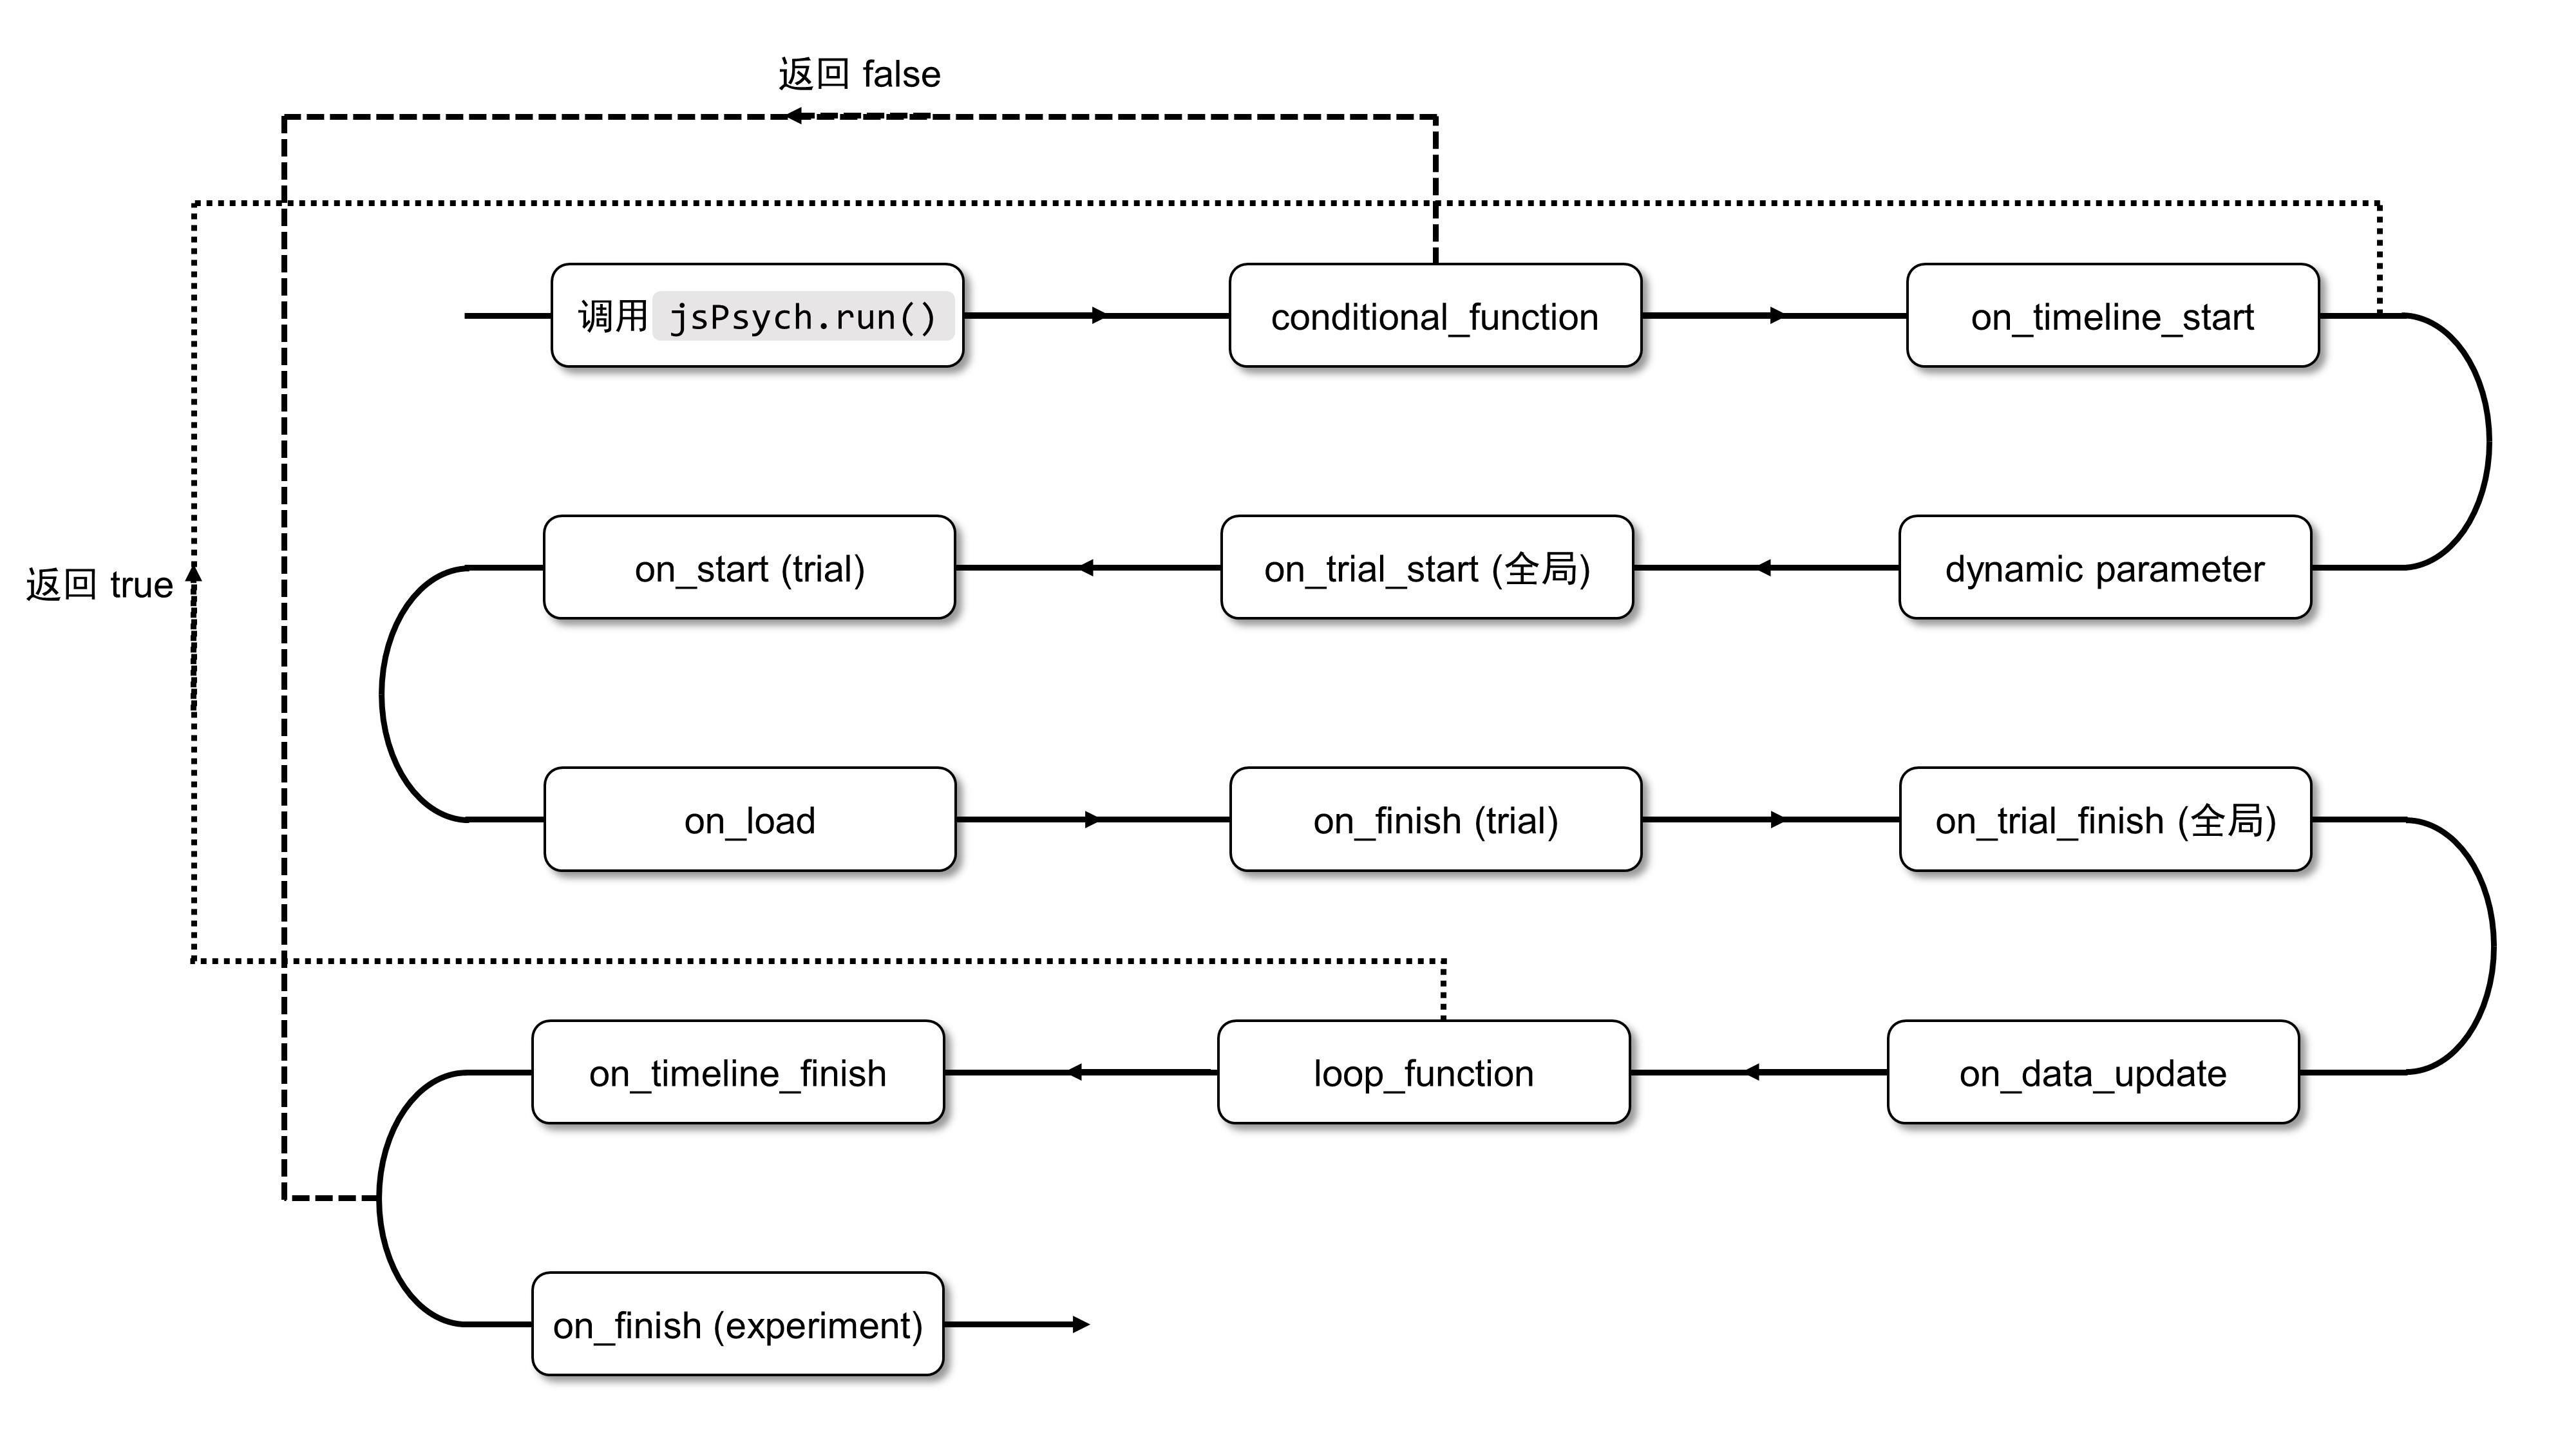 返回 false
调用 jsPsych.run()
conditional_function
on_timeline_start
on_start (trial)
on_trial_start (全局)
dynamic parameter
返回 true
on_load
on_finish (trial)
on_trial_finish (全局)
on_timeline_finish
loop_function
on_data_update
on_finish (experiment)